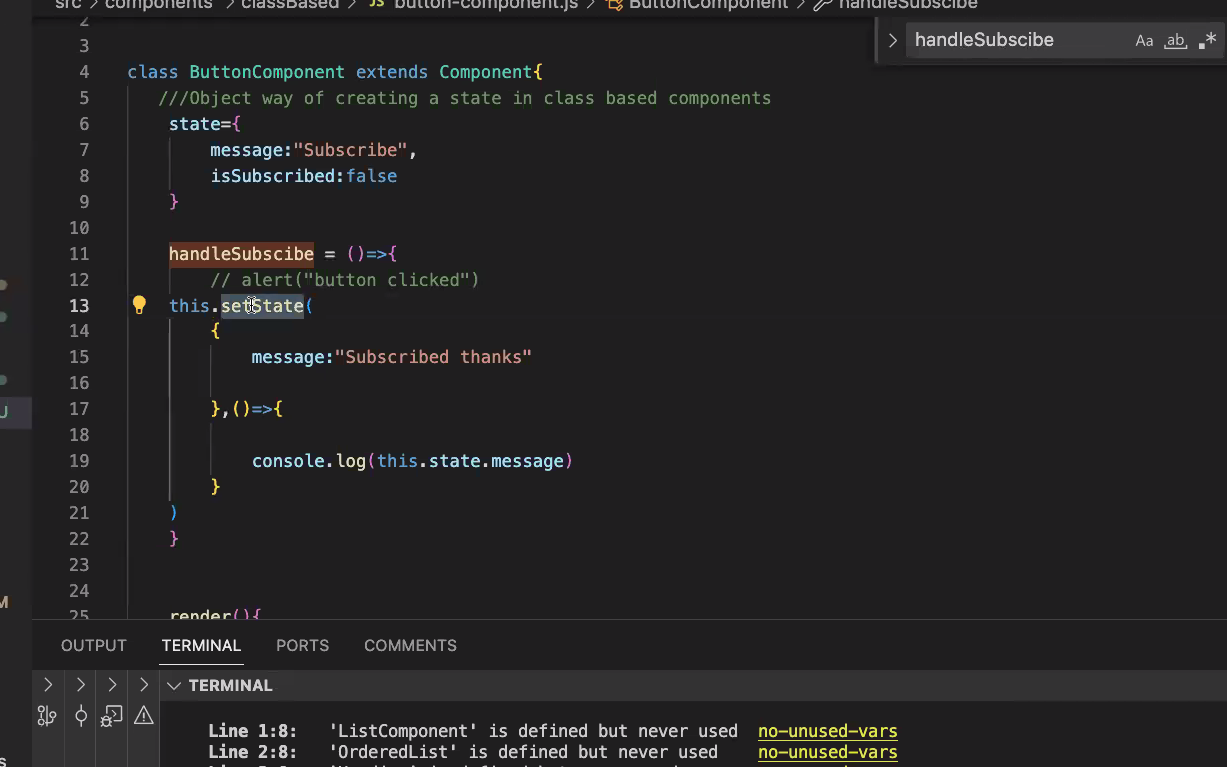 src > components > classBased > JS button-component.js > ButtonComponent > handleSubscibe
2
handleSubscibe Aa ab .*
3
4 class ButtonComponent extends Component{
5 ///Object way of creating a state in class based components
6 state={
7 message:"Subscribe",
8 isSubscribed:false
9 }
10
11 handleSubscibe = ()=>{
12 // alert("button clicked")
13 this.setState(
14 {
15 message:"Subscribed thanks"
16
17 },()=>{
18
19 console.log(this.state.message)
20 }
21 )
22 }
23
24
25 render(){
U
M
OUTPUT TERMINAL PORTS COMMENTS
TERMINAL
Line 1:8: 'ListComponent' is defined but never used no-unused-vars
Line 2:8: 'OrderedList' is defined but never used no-unused-vars